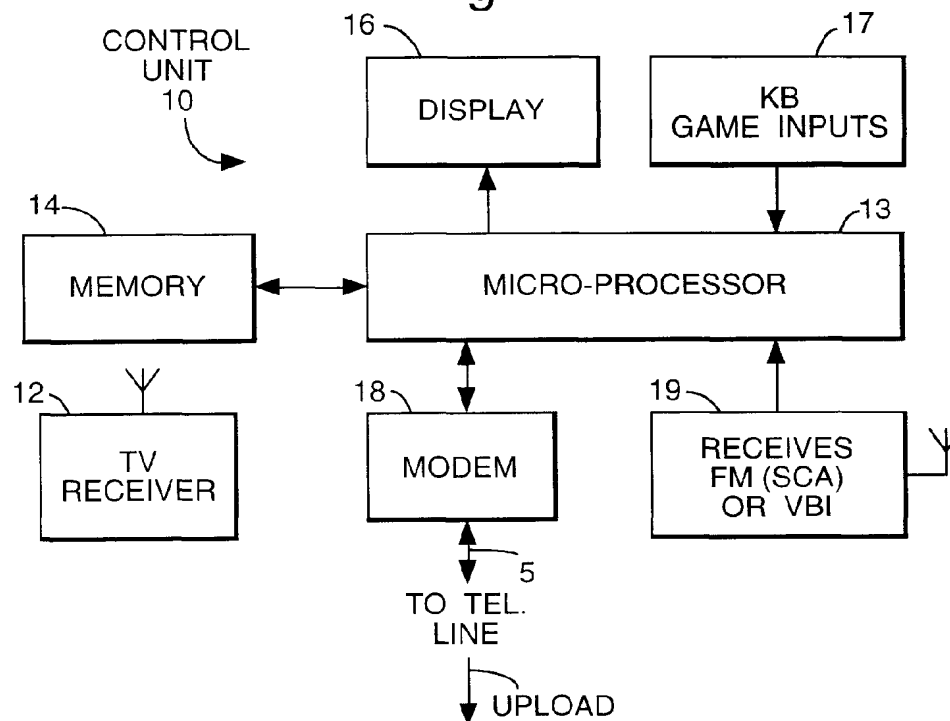 g
CONTROL
UNIT
10
16
DISPLAY
17
KB
GAME INPUTS
14
MEMORY
13
MICRO-PROCESSOR
12
TV
RECEIVER
18
MODEM
19
RECEIVES
FM (SCA)
OR VBI
5
TO TEL.
LINE
UPLOAD